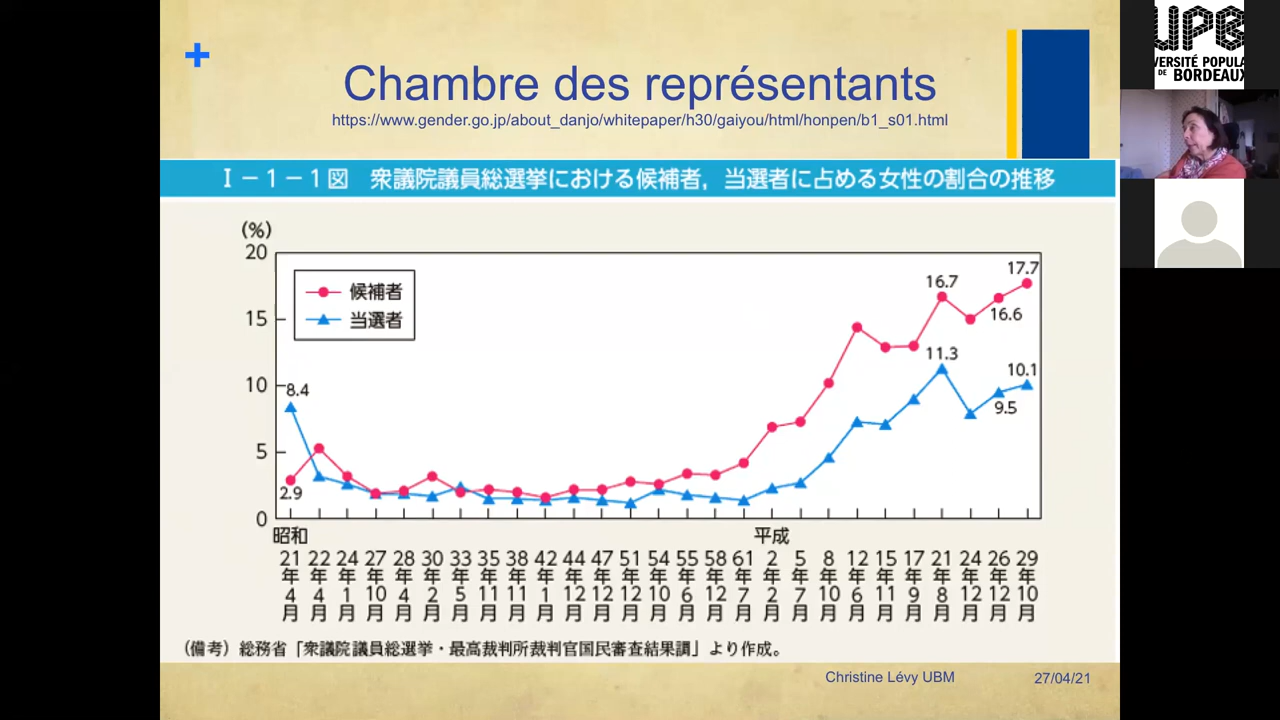 +
Chambre des représentants
https://www.gender.go.jp/about_danjo/whitepaper/h30/gaiyou/html/honpen/b1_s01.html
UPB
VERSITÉ POPULA
DE BORDEAUX
Ⅰ－１－１図　衆議院議員総選挙における候補者，当選者に占める女性の割合の推移
(%)
20
15
10
5
0
候補者
当選者
8.4
2.9
16.7
17.7
16.6
11.3
10.1
9.5
昭和
平成
21年4月
22年4月
24年1月
27年10月
28年4月
30年2月
33年5月
35年11月
38年11月
42年1月
44年12月
47年12月
51年12月
54年10月
55年6月
58年12月
61年7月
2年2月
5年7月
8年10月
12年6月
15年11月
17年9月
21年8月
24年12月
26年12月
29年10月
（備考）総務省「衆議院議員総選挙・最高裁判所裁判官国民審査結果調」より作成。
Christine Lévy UBM
27/04/21